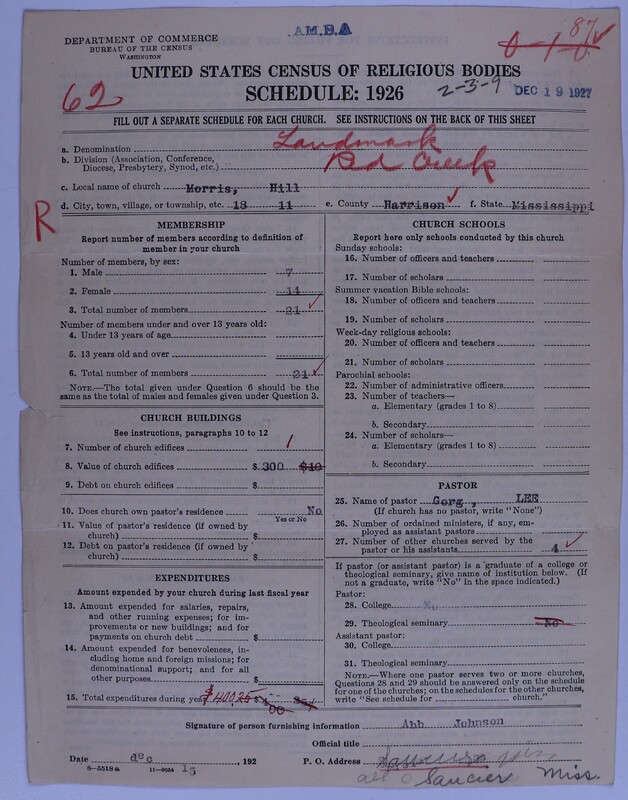 A.M.B.A
DEPARTMENT OF COMMERCE
BUREAU OF THE CENSUS
WASHINGTON
87
62
UNITED STATES CENSUS OF RELIGIOUS BODIES
SCHEDULE: 1926
2-3-9
DEC 19 1927
FILL OUT A SEPARATE SCHEDULE FOR EACH CHURCH. SEE INSTRUCTIONS ON THE BACK OF THIS SHEET
a. Denomination Landmark
b. Division (Association, Conference,
Diocese, Presbytery, Synod, etc.) Red Creek
c. Local name of church Morris, Hill
d. City, town, village, or township, etc. 18 11 e. County Harrison f. State Mississippi
R
MEMBERSHIP
Report number of members according to definition of
member in your church
Number of members, by sex:
1. Male 7
2. Female 14
3. Total number of members 21
Number of members under and over 13 years old:
4. Under 13 years of age
5. 13 years old and over
6. Total number of members 21
NOTE.—The total given under Question 6 should be the
same as the total of males and females given under Question 3.
CHURCH BUILDINGS
See instructions, paragraphs 10 to 12
7. Number of church edifices 1
8. Value of church edifices $ 300 $10
9. Debt on church edifices $
10. Does church own pastor's residence No
Yes or No
11. Value of pastor's residence (if owned by
church) $
12. Debt on pastor's residence (if owned by
church) $
EXPENDITURES
Amount expended by your church during last fiscal year
13. Amount expended for salaries, repairs,
and other running expenses; for im-
provements or new buildings; and for
payments on church debt $
14. Amount expended for benevolences, in-
cluding home and foreign missions; for
denominational support; and for all
other purposes $
15. Total expenditures during year $
CHURCH SCHOOLS
Report here only schools conducted by this church
Sunday schools:
16. Number of officers and teachers
17. Number of scholars
Summer vacation Bible schools:
18. Number of officers and teachers
19. Number of scholars
Week-day religious schools:
20. Number of officers and teachers
21. Number of scholars
Parochial schools:
22. Number of administrative officers
23. Number of teachers—
a. Elementary (grades 1 to 8)
b. Secondary
24. Number of scholars—
a. Elementary (grades 1 to 8)
b. Secondary
PASTOR
25. Name of pastor Gorg, LEE
(If church has no pastor, write "None")
26. Number of ordained ministers, if any, em-
ployed as assistant pastors
27. Number of other churches served by the
pastor or his assistants 4
If pastor (or assistant pastor) is a graduate of a college or
theological seminary, give name of institution below. (If
not a graduate, write "No" in the space indicated.)
Pastor:
28. College No
29. Theological seminary No
Assistant pastor:
30. College
31. Theological seminary
NOTE.—Where one pastor serves two or more churches,
Questions 28 and 29 should be answered only on the schedule
for one of the churches; on the schedules for the other churches,
write "See schedule for church."
Signature of person furnishing information Abb Johnson
Official title
Date dec 15, 192 P. O. Address
8—5518a 11—9024
Saucier Miss.